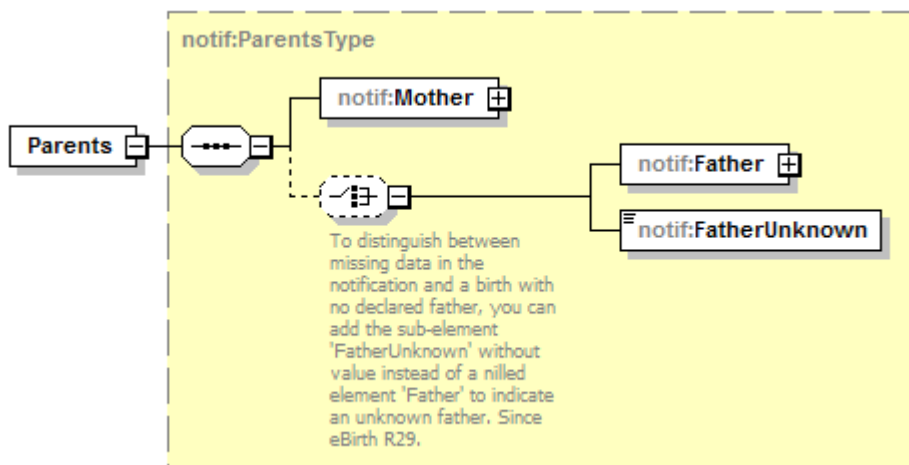 notif:ParentsType
notif:Mother
Parents
notif:Father
notif:FatherUnknown
To distinguish between
missing data in the
notification and a birth with
no declared father, you can
add the sub-element
'FatherUnknown' without
value instead of a nilled
element 'Father' to indicate
an unknown father. Since
eBirth R29.